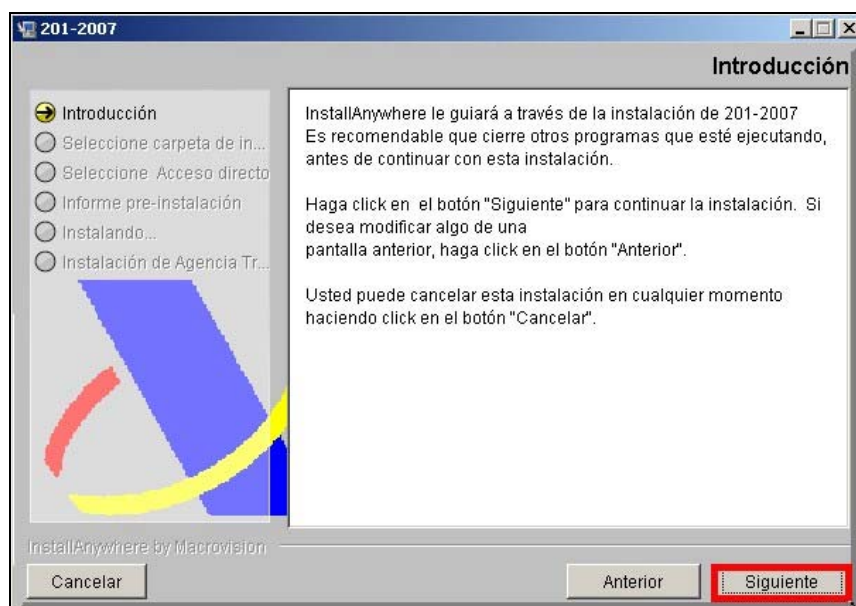 201-2007
Introducción
Introducción
Seleccione carpeta de in...
Seleccione Acceso directo
Informe pre-instalación
Instalando...
Instalación de Agencia Tr...
InstallAnywhere le guiará a través de la instalación de 201-2007
Es recomendable que cierre otros programas que esté ejecutando,
antes de continuar con esta instalación.
Haga click en el botón "Siguiente" para continuar la instalación. Si
desea modificar algo de una
pantalla anterior, haga click en el botón "Anterior".
Usted puede cancelar esta instalación en cualquier momento
haciendo click en el botón "Cancelar".
InstallAnywhere by Macrovision
Cancelar
Anterior
Siguiente